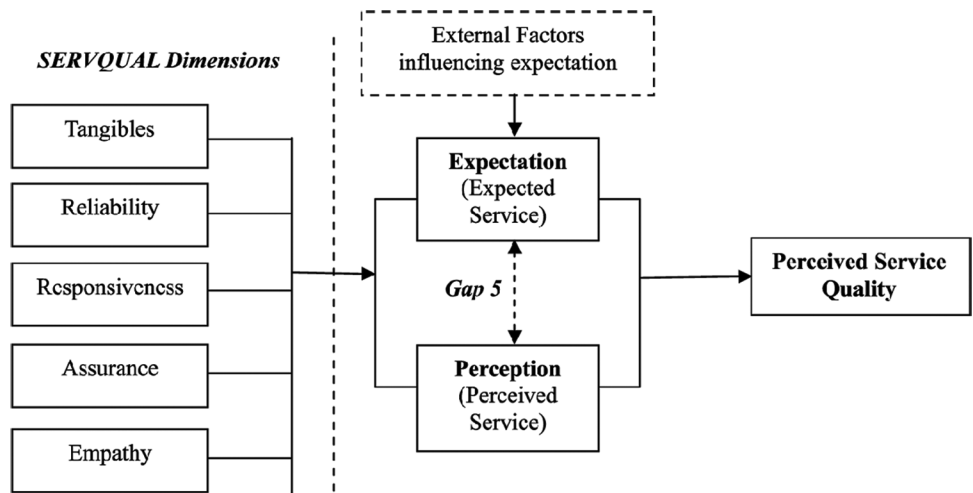 SERVQUAL Dimensions
Tangibles
Reliability
Responsiveness
Assurance
Empathy
External Factors
influencing expectation
Expectation
(Expected
Service)
Gap 5
Perception
(Perceived
Service)
Perceived Service
Quality